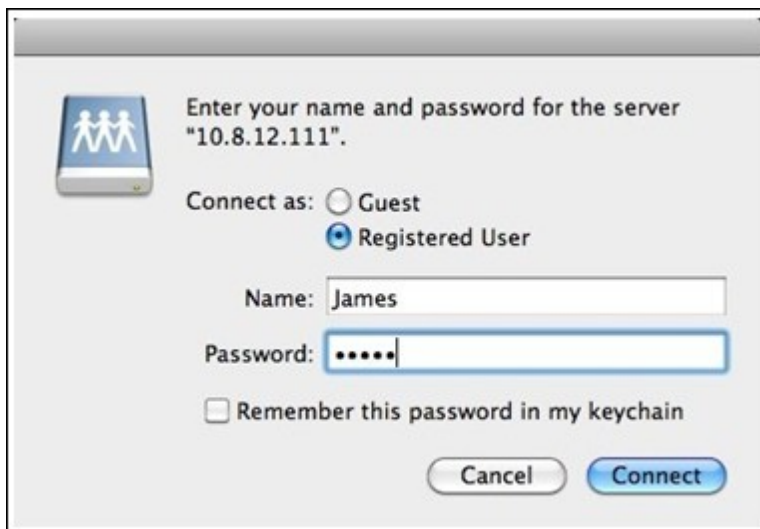 Enter your name and password for the server
“10.8.12.111”.
Connect as: Guest
Registered User
Name: James
Password: •••••
Remember this password in my keychain
Cancel Connect